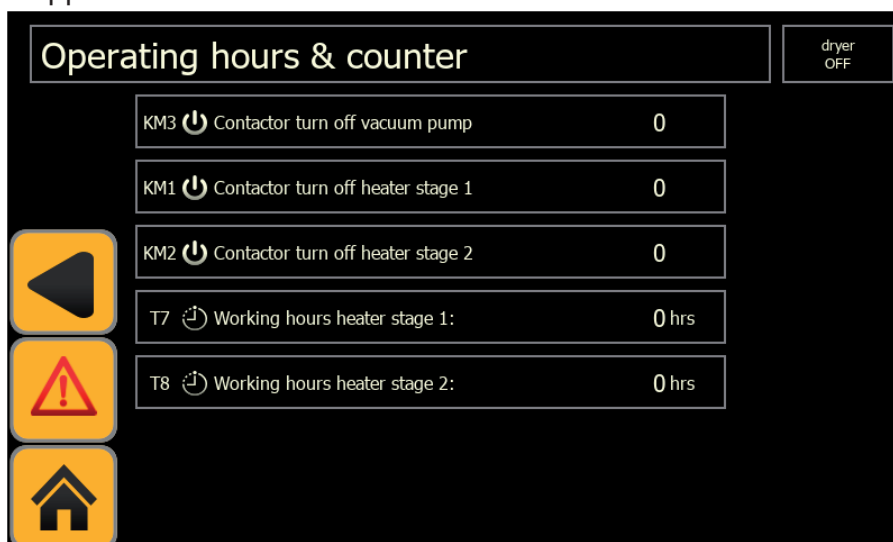 Operating hours & counter
dryer
OFF
KM3 Contactor turn off vacuum pump 0
KM1 Contactor turn off heater stage 1 0
KM2 Contactor turn off heater stage 2 0
T7 Working hours heater stage 1: 0 hrs
T8 Working hours heater stage 2: 0 hrs